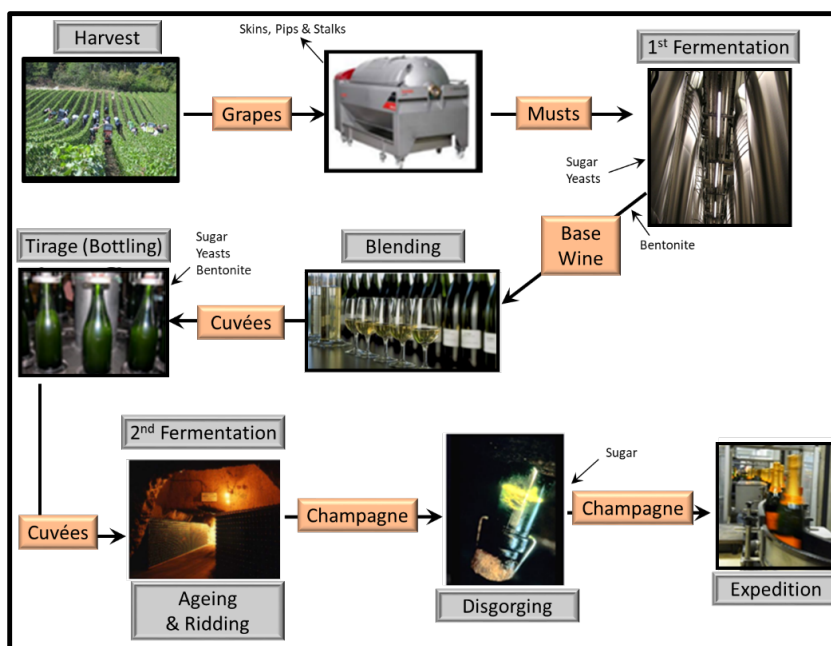 Harvest
Skins, Pips & Stalks
1st Fermentation
Grapes
Musts
Sugar
Yeasts
Base
Wine
Bentonite
Tirage (Bottling)
Sugar
Yeasts
Bentonite
Blending
Cuvées
2nd Fermentation
Sugar
Cuvées
Champagne
Champagne
Ageing
& Ridding
Disgorging
Expedition